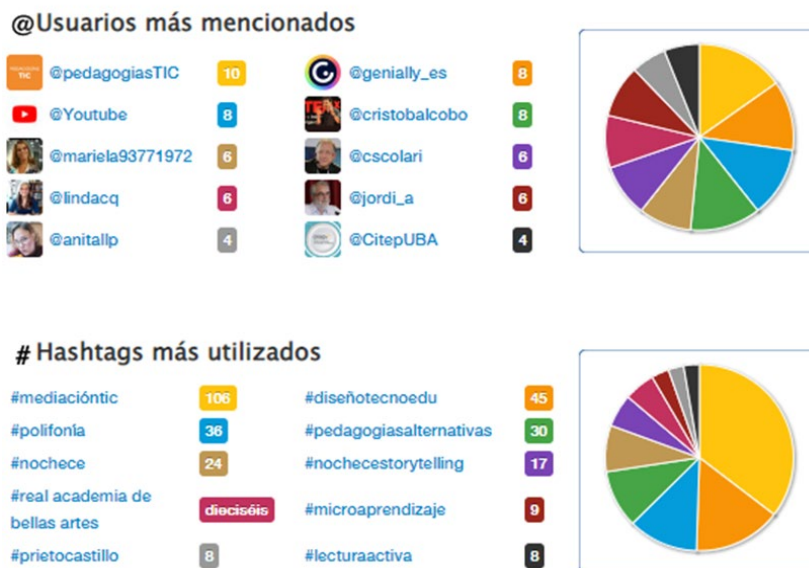 @Usuarios más mencionados
@pedagogiasTIC 10 @genially_es 8
@Youtube 8 @cristobalcobo 8
@mariela93771972 6 @cscolari 6
@lindacq 6 @jordi_a 6
@anitallp 4 @CitepUBA 4
# Hashtags más utilizados
#mediacióntic 106 #diseñotecnoedu 45
#polifonía 36 #pedagogiasalternativas 30
#nochece 24 #nochecestorytelling 17
#real academia de
bellas artes dieciséis #microaprendizaje 9
#prietocastillo 8 #lecturaactiva 8